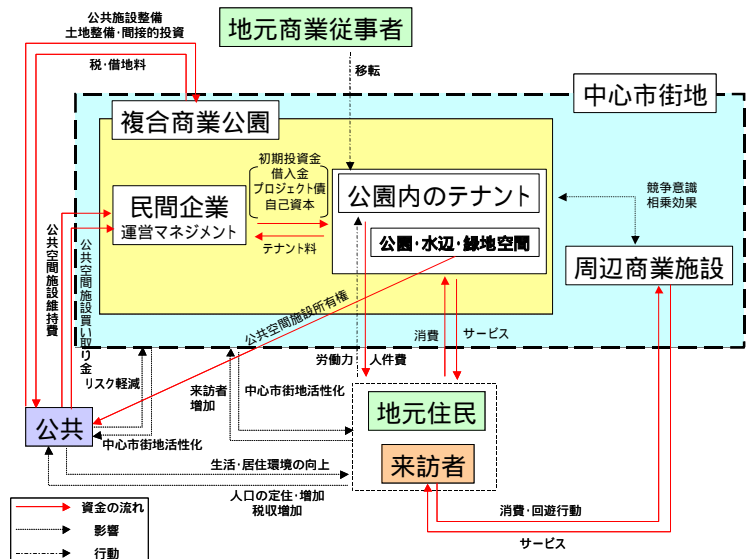 公共施設整備
土地整備・間接的投資
税・借地料
地元商業従事者
移転
中心市街地
複合商業公園
初期投資金
借入金
プロジェクト債
自己資本
民間企業
運営マネジメント
テナント料
公園内のテナント
公園・水辺・緑地空間
競争意識
相乗効果
周辺商業施設
公共空間施設維持費
公共空間施設買い取り金
公共空間施設所有権
消費
サービス
労働力
人件費
リスク軽減
来訪者
増加
中心市街地活性化
公共
中心市街地活性化
地元住民
来訪者
生活・居住環境の向上
人口の定住・増加
税収増加
消費・回遊行動
サービス
資金の流れ
影響
行動